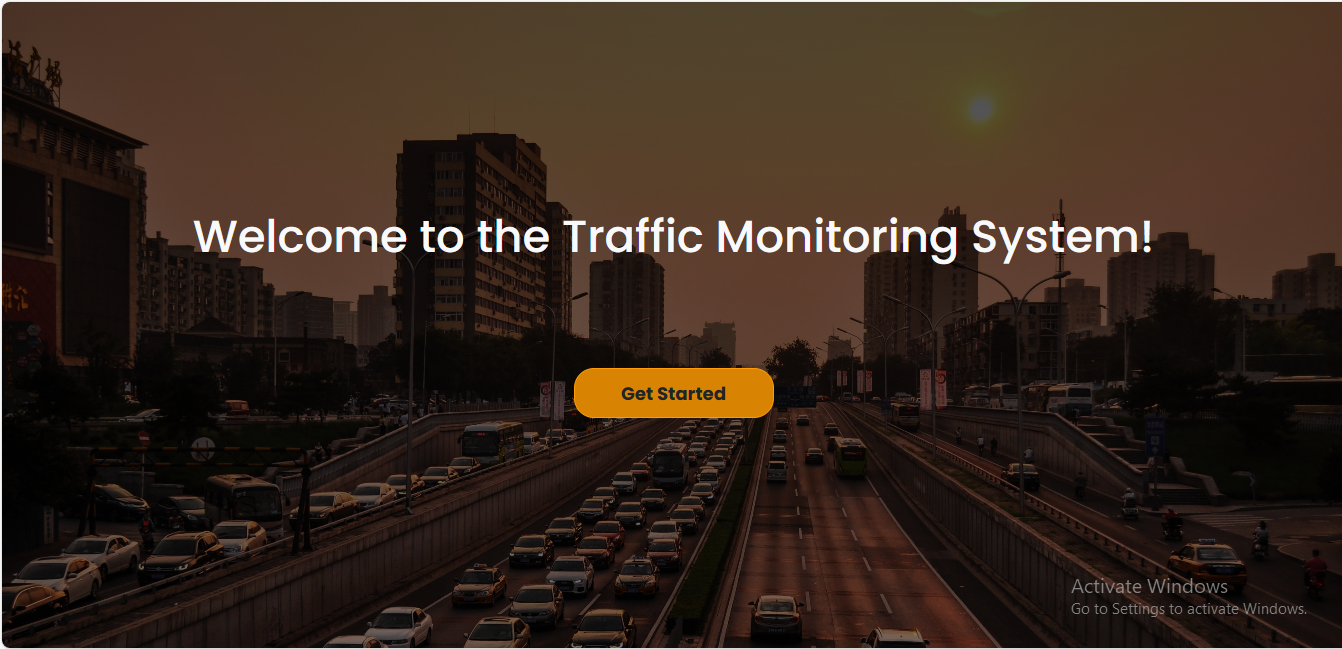 Welcome to the Traffic Monitoring System!
Get Started
Activate Windows
Go to Settings to activate Windows.